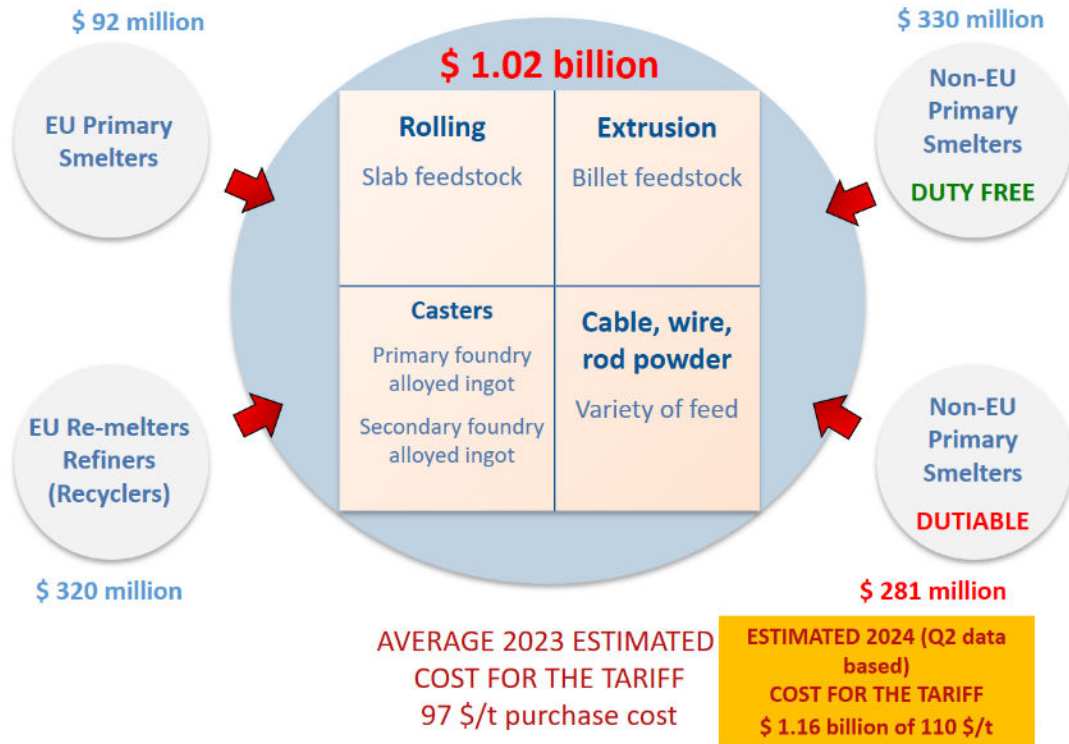 $ 92 million
EU Primary
Smelters
$ 1.02 billion
Rolling
Slab feedstock
Extrusion
Billet feedstock
$ 330 million
Non-EU
Primary
Smelters
DUTY FREE
EU Re-melters
Refiners
(Recyclers)
$ 320 million
Casters
Primary foundry
alloyed ingot
Secondary foundry
alloyed ingot
Cable, wire,
rod powder
Variety of feed
Non-EU
Primary
Smelters
DUTIABLE
$ 281 million
AVERAGE 2023 ESTIMATED
COST FOR THE TARIFF
97 $/t purchase cost
ESTIMATED 2024 (Q2 data
based)
COST FOR THE TARIFF
$ 1.16 billion of 110 $/t